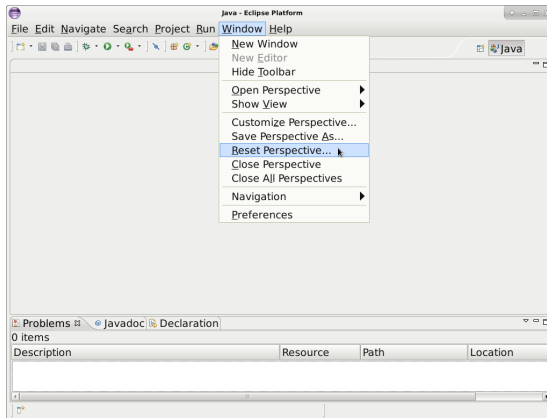 Java - Eclipse Platform
File Edit Navigate Search Project Run Window Help
Java
New Window
New Editor
Hide Toolbar
Open Perspective
Show View
Customize Perspective...
Save Perspective As...
Reset Perspective...
Close Perspective
Close All Perspectives
Navigation
Preferences
Problems Javadoc Declaration
0 items
Description Resource Path Location